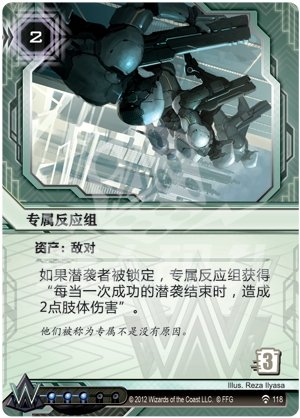 2
专属反应组
资产：敌对
如果潜袭者被锁定，专属反应组获得
“每当一次成功的潜袭结束时，造成
2点肢体伤害”。
他们被称为专属不是没有原因。
3
Illus. Reza Ilyasa
© 2012 Wizards of the Coast LLC. © FFG
118